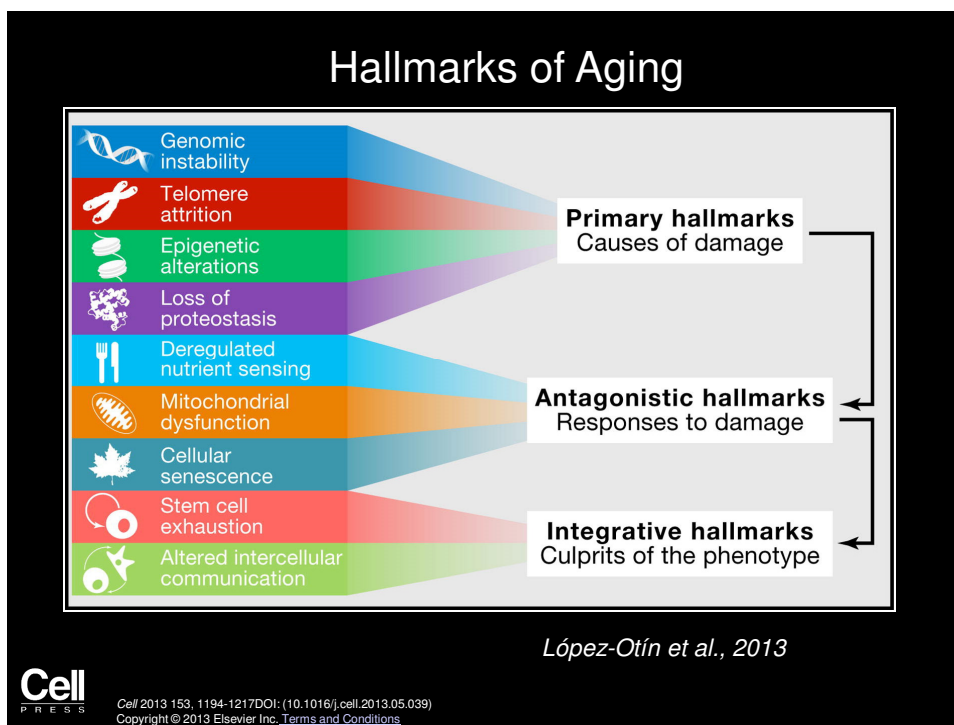 Hallmarks of Aging
Genomic
instability
Telomere
attrition
Epigenetic
alterations
Loss of
proteostasis
Deregulated
nutrient sensing
Mitochondrial
dysfunction
Cellular
senescence
Stem cell
exhaustion
Altered intercellular
communication
Primary hallmarks
Causes of damage
Antagonistic hallmarks
Responses to damage
Integrative hallmarks
Culprits of the phenotype
López-Otín et al., 2013
Cell
PRESS
Cell 2013 153, 1194-1217DOI: (10.1016/j.cell.2013.05.039)
Copyright © 2013 Elsevier Inc. Terms and Conditions